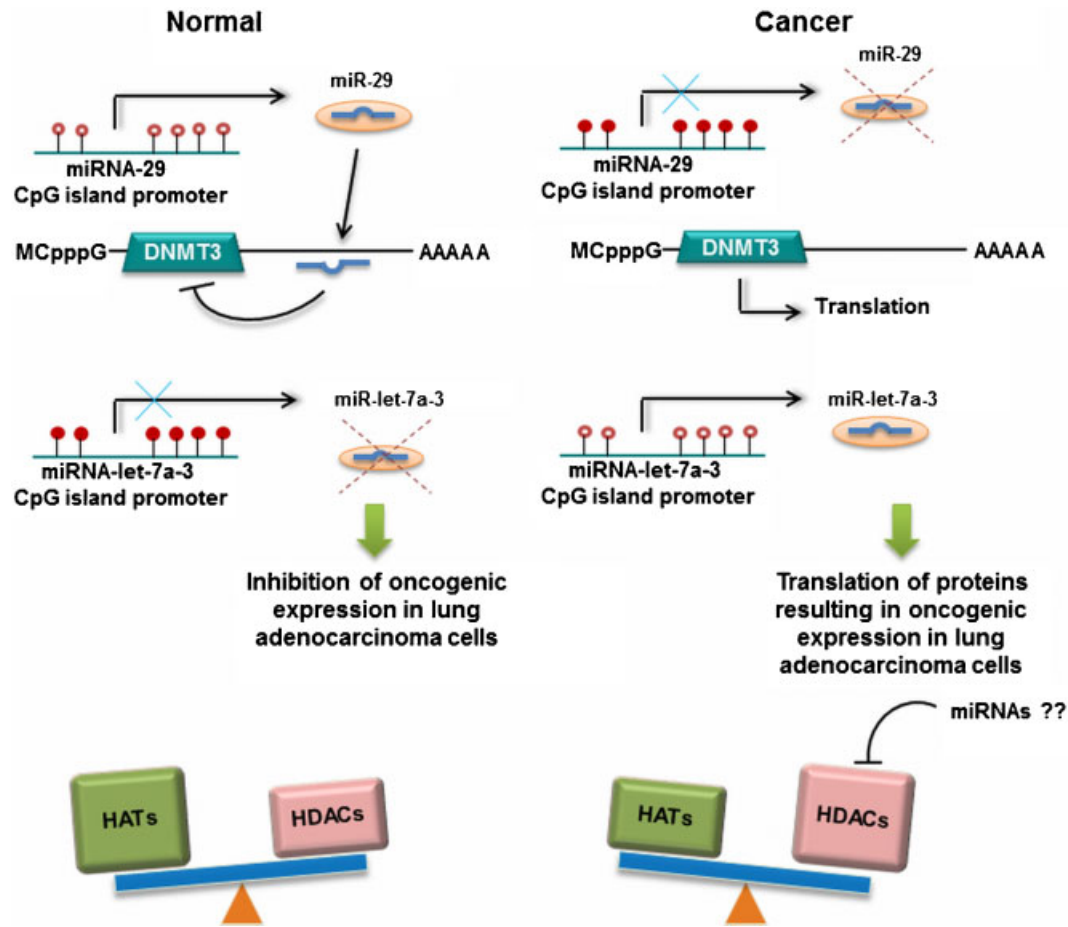 Normal
miR-29
miRNA-29
CpG island promoter
MCpppG
DNMT3
AAAAA
miR-let-7a-3
miRNA-let-7a-3
CpG island promoter
Inhibition of oncogenic
expression in lung
adenocarcinoma cells
HATs
HDACs
Cancer
miR-29
miRNA-29
CpG island promoter
MCpppG
DNMT3
AAAAA
Translation
miR-let-7a-3
miRNA-let-7a-3
CpG island promoter
Translation of proteins
resulting in oncogenic
expression in lung
adenocarcinoma cells
miRNAs ??
HATs
HDACs